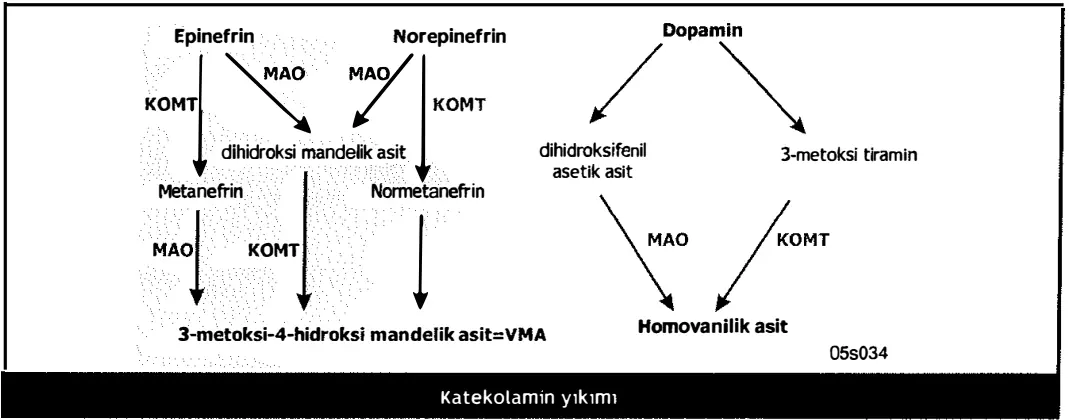 Epinefrin Norepinefrin Dopamin
MAO MAO
KOMT KOMT
dihidroksi mandelik asit dihidroksifenil 3-metoksi tiramin
asetik asit
Metanefrin Normetanefrin
MAO KOMT MAO KOMT
3-metoksi-4-hidroksi mandelik asit=VMA Homovanilik asit
05s034
Katekolamin yıkımı